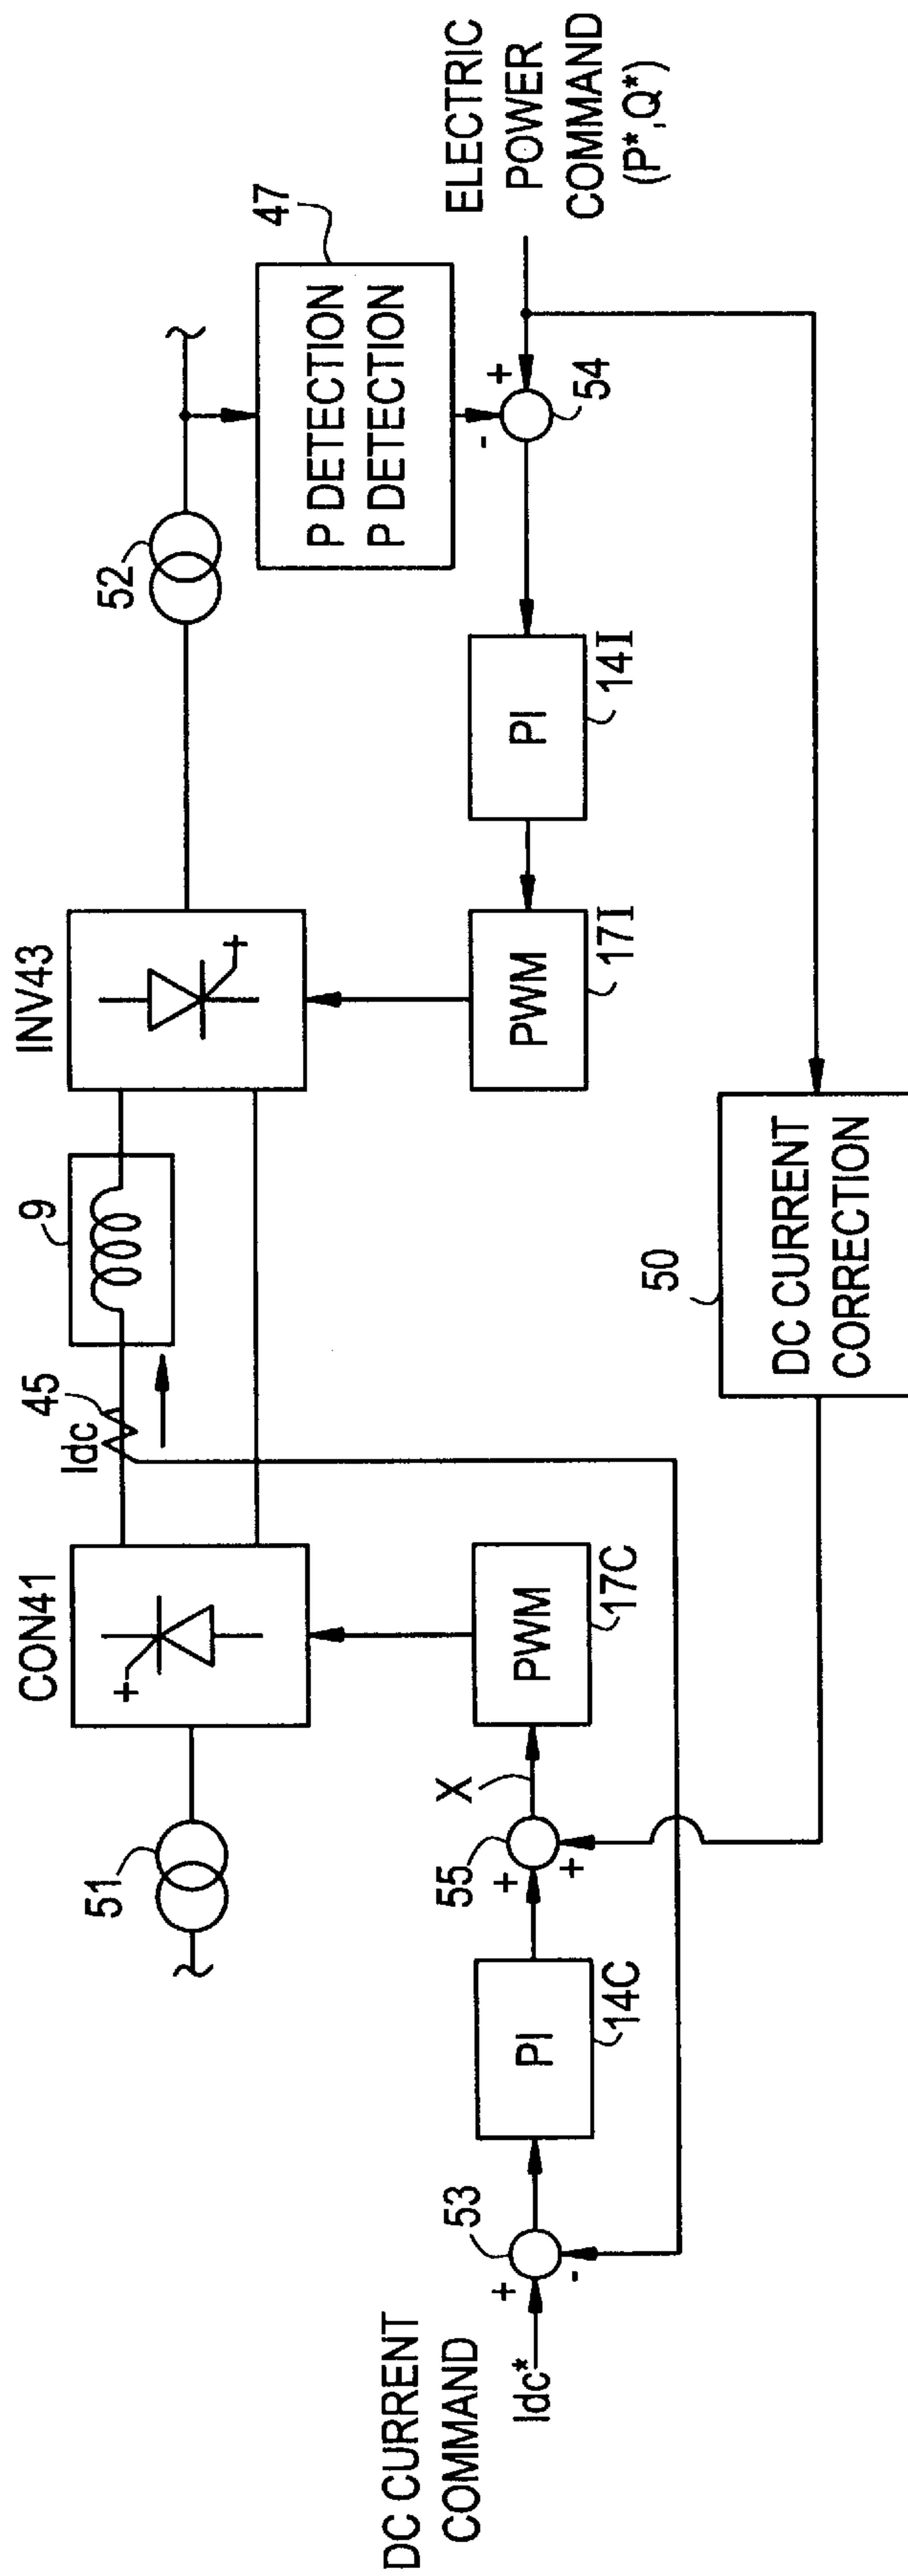 CON41
Idc
45
9
INV43
51
52
47
P DETECTION
P DETECTION
ELECTRIC
POWER
COMMAND
(P*,Q*)
+
-
54
PI
14I
PWM
17I
DC CURRENT
COMMAND
Idc*
+
-
53
PI
14C
55
+
+
X
PWM
17C
50
DC CURRENT
CORRECTION